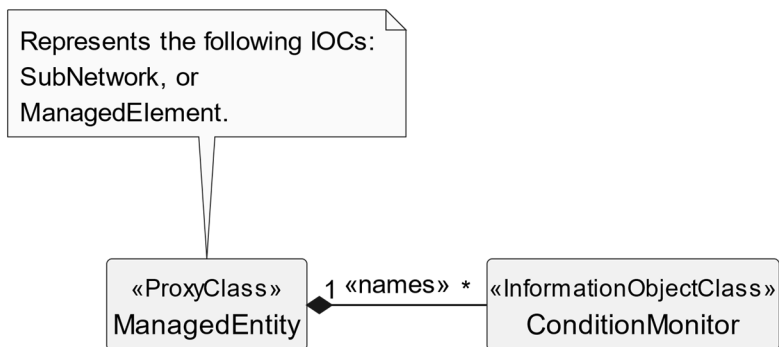 Represents the following IOCs:
SubNetwork, or
ManagedElement.
«ProxyClass»
ManagedEntity
1 «names» *
«InformationObjectClass»
ConditionMonitor